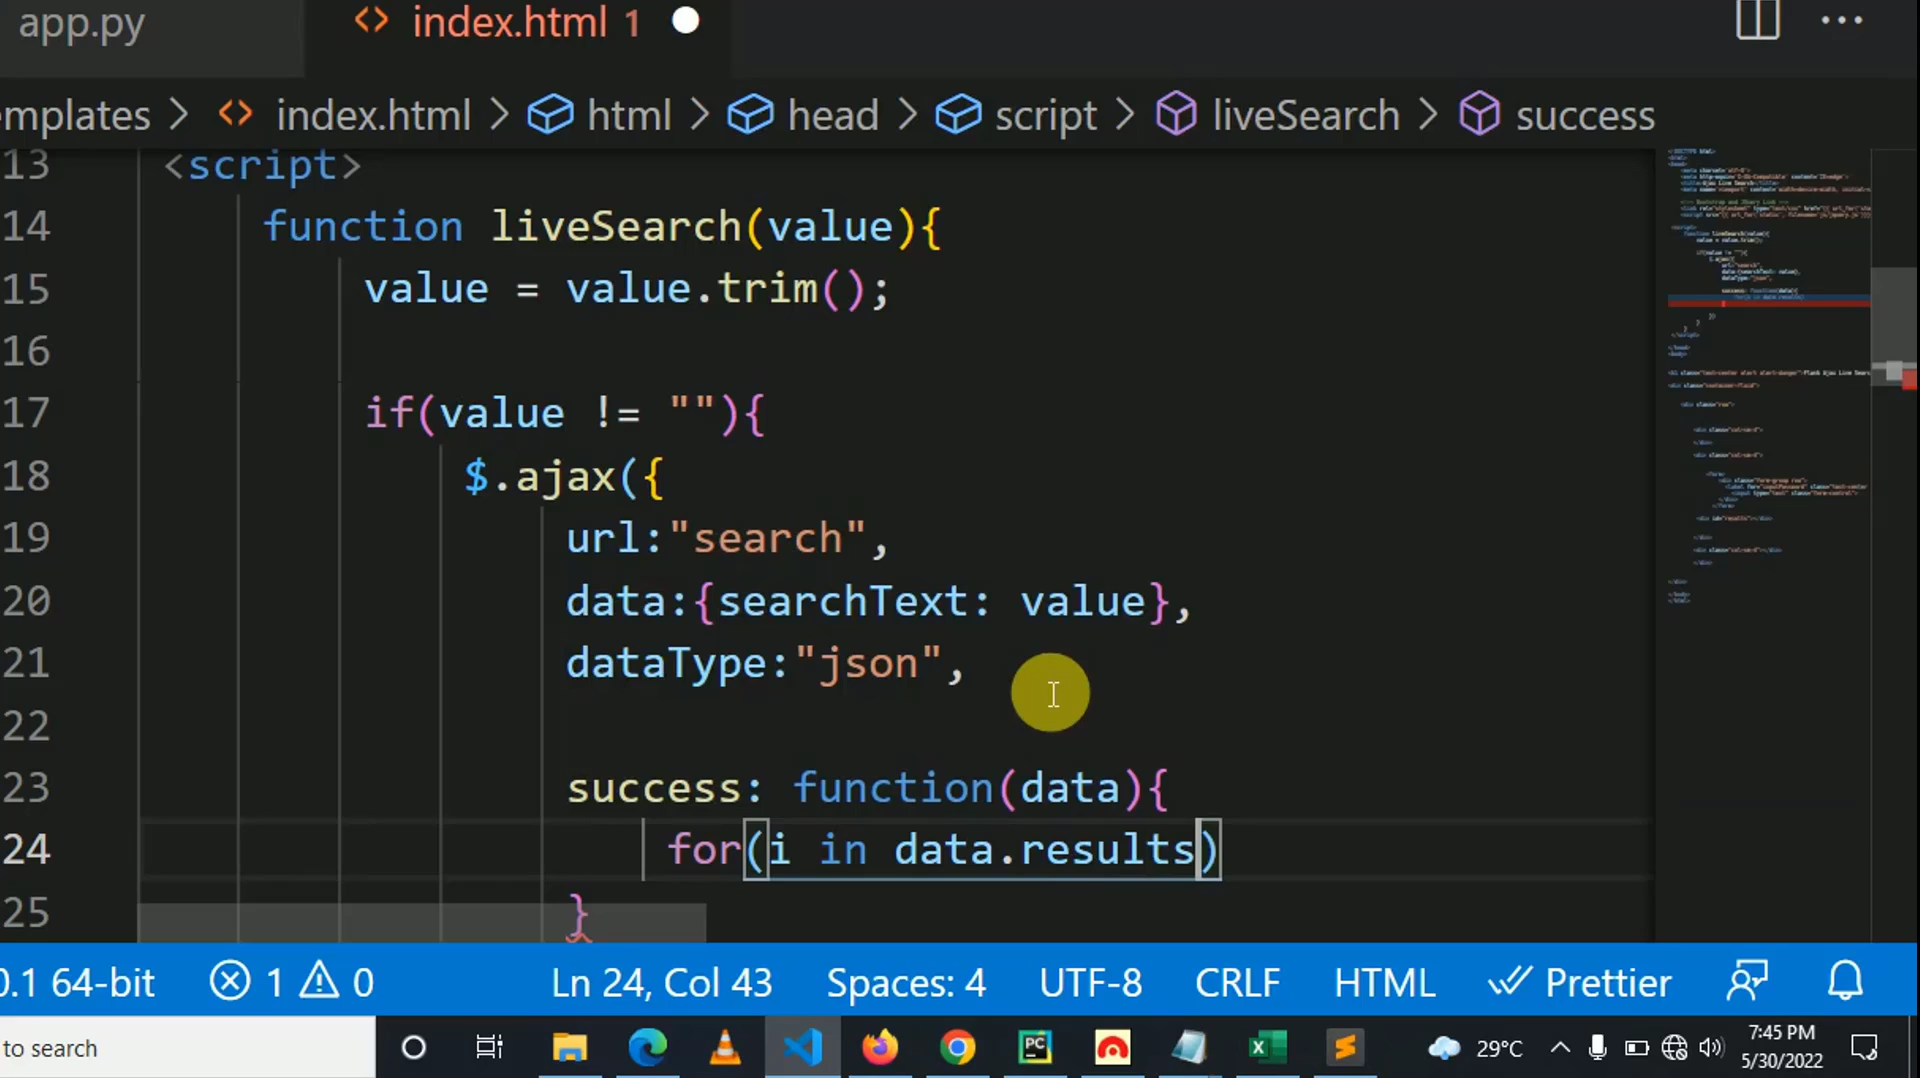 app.py
<> index.html 1
emplates > <> index.html > html > head > script > liveSearch > success
13 <script>
14 function liveSearch(value){
15 value = value.trim();
16
17 if(value != ""){
18 $.ajax({
19 url:"search",
20 data:{searchText: value},
21 dataType:"json",
22
23 success: function(data){
24 for(i in data.results)
25 }
0.1 64-bit 1 0 Ln 24, Col 43 Spaces: 4 UTF-8 CRLF HTML Prettier
to search
PC
29°C
7:45 PM
5/30/2022